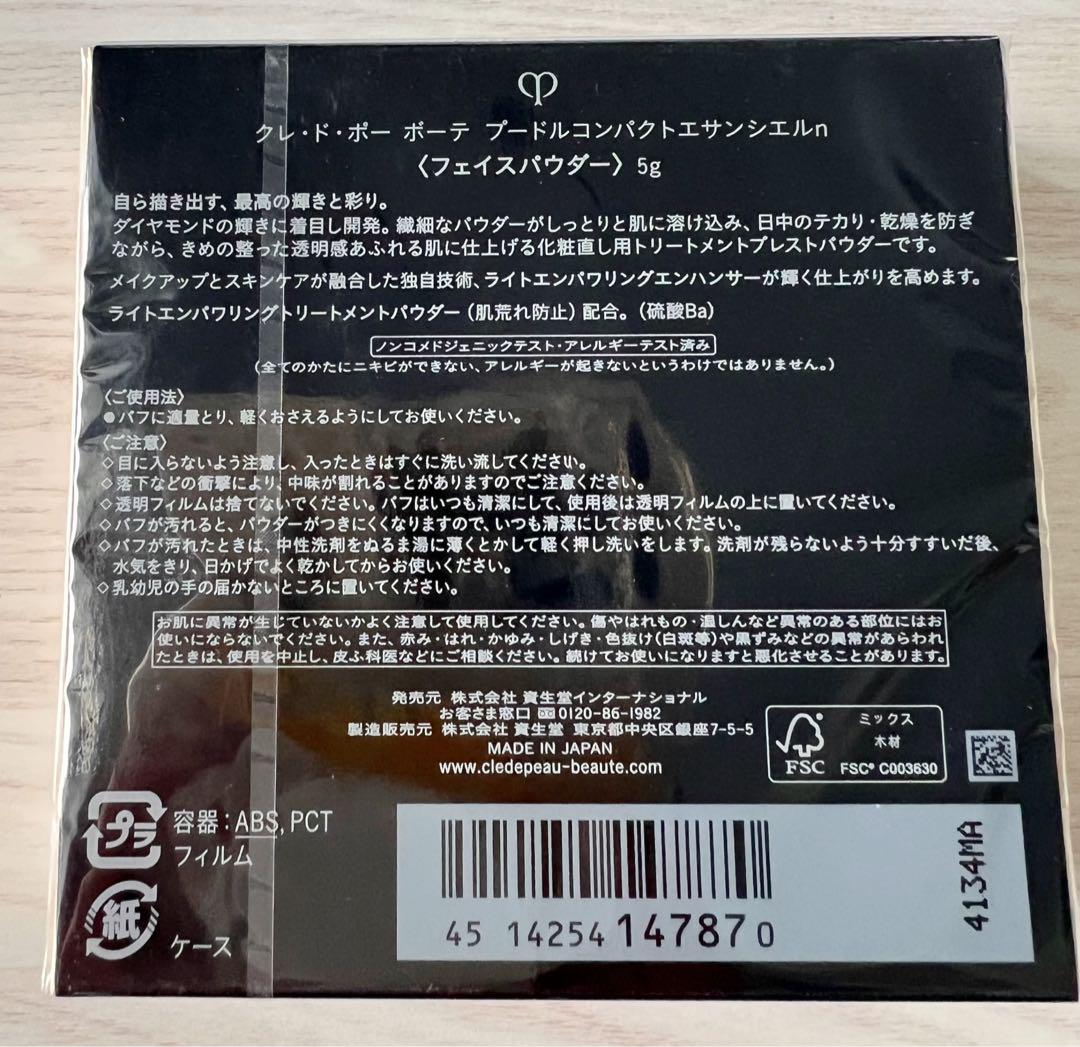 クレ・ド・ポー ボーテ プードルコンパクトエサンシエルn
〈フェイスパウダー〉5g
自ら描き出す、最高の輝きと彩り。
ダイヤモンドの輝きに着目し開発。繊細なパウダーがしっとりと肌に溶け込み、日中のテカリ・乾燥を防ぎ
ながら、きめの整った透明感あふれる肌に仕上げる化粧直し用トリートメントプレストパウダーです。
メイクアップとスキンケアが融合した独自技術、ライトエンパワリングエンハンサーが輝く仕上がりを高めます。
ライトエンパワリングトリートメントパウダー（肌荒れ防止）配合。（硫酸Ba）
ノンコメドジェニックテスト・アレルギーテスト済み
（全てのかたにニキビができない、アレルギーが起きないというわけではありません。）
〈ご使用法〉
●パフに適量とり、軽くおさえるようにしてお使いください。
〈ご注意〉
◇目に入らないよう注意し、入ったときはすぐに洗い流してください。
◇落下などの衝撃により、中味が割れることがありますのでご注意ください。
◇透明フィルムは捨てないでください。パフはいつも清潔にして、使用後は透明フィルムの上に置いてください。
◇パフが汚れると、パウダーがつきにくくなりますので、いつも清潔にしてお使いください。
◇パフが汚れたときは、中性洗剤をぬるま湯に薄くとかして軽く押し洗いをします。洗剤が残らないよう十分すすいだ後、
水気をきり、日かげでよく乾かしてからお使いください。
◇乳幼児の手の届かないところに置いてください。
お肌に異常が生じていないかよく注意して使用してください。傷やはれもの・湿しんなど異常のある部位にはお
使いにならないでください。また、赤み・はれ・かゆみ・しげき・色抜け（白斑等）や黒ずみなどの異常があらわれ
たときは、使用を中止し、皮ふ科医などにご相談ください。続けてお使いになりますと悪化させることがあります。
発売元 株式会社 資生堂インターナショナル
お客さま窓口 0120-86-1982
製造販売元 株式会社 資生堂 東京都中央区銀座7-5-5
MADE IN JAPAN
www.cledepeau-beaute.com
FSC
ミックス
木材
FSC® C003630
プラ
容器：ABS, PCT
フィルム
紙
ケース
45 14254 147870
4134MA